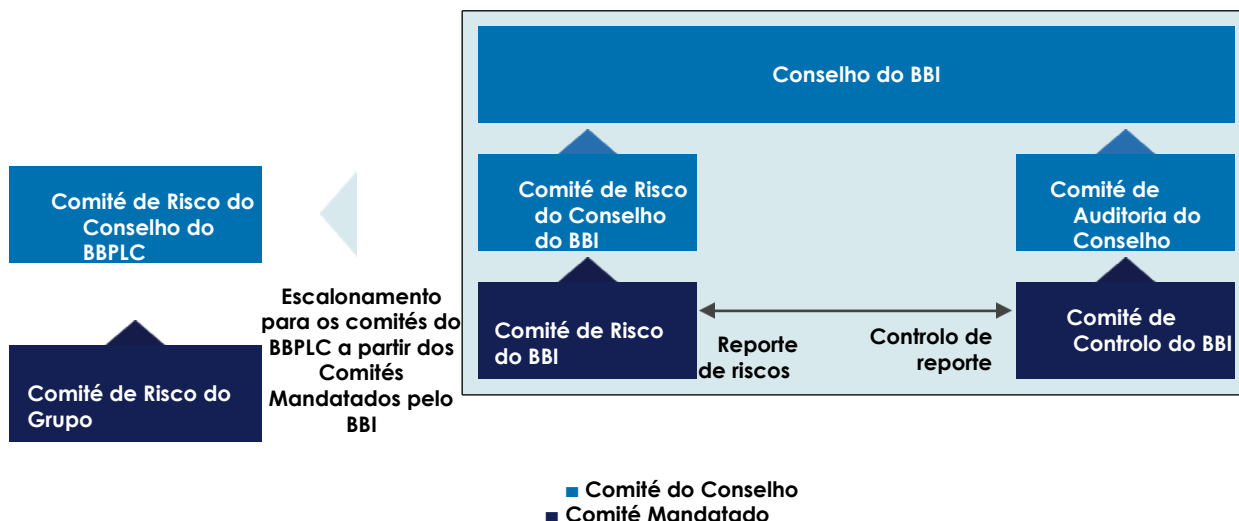 Conselho do BBI
Comité de Risco do
Conselho do
BBPLC
Comité de Risco
do Conselho
do BBI
Comité de
Auditoria do
Conselho
Escalonamento
para os comités do
BBPLC a partir dos
Comités
Mandatados pelo
BBI
Comité de Risco
do BBI
Reporte
de riscos
Controlo de
reporte
Comité de
Controlo do BBI
Comité de Risco do
Grupo
Comité do Conselho
Comité Mandatado